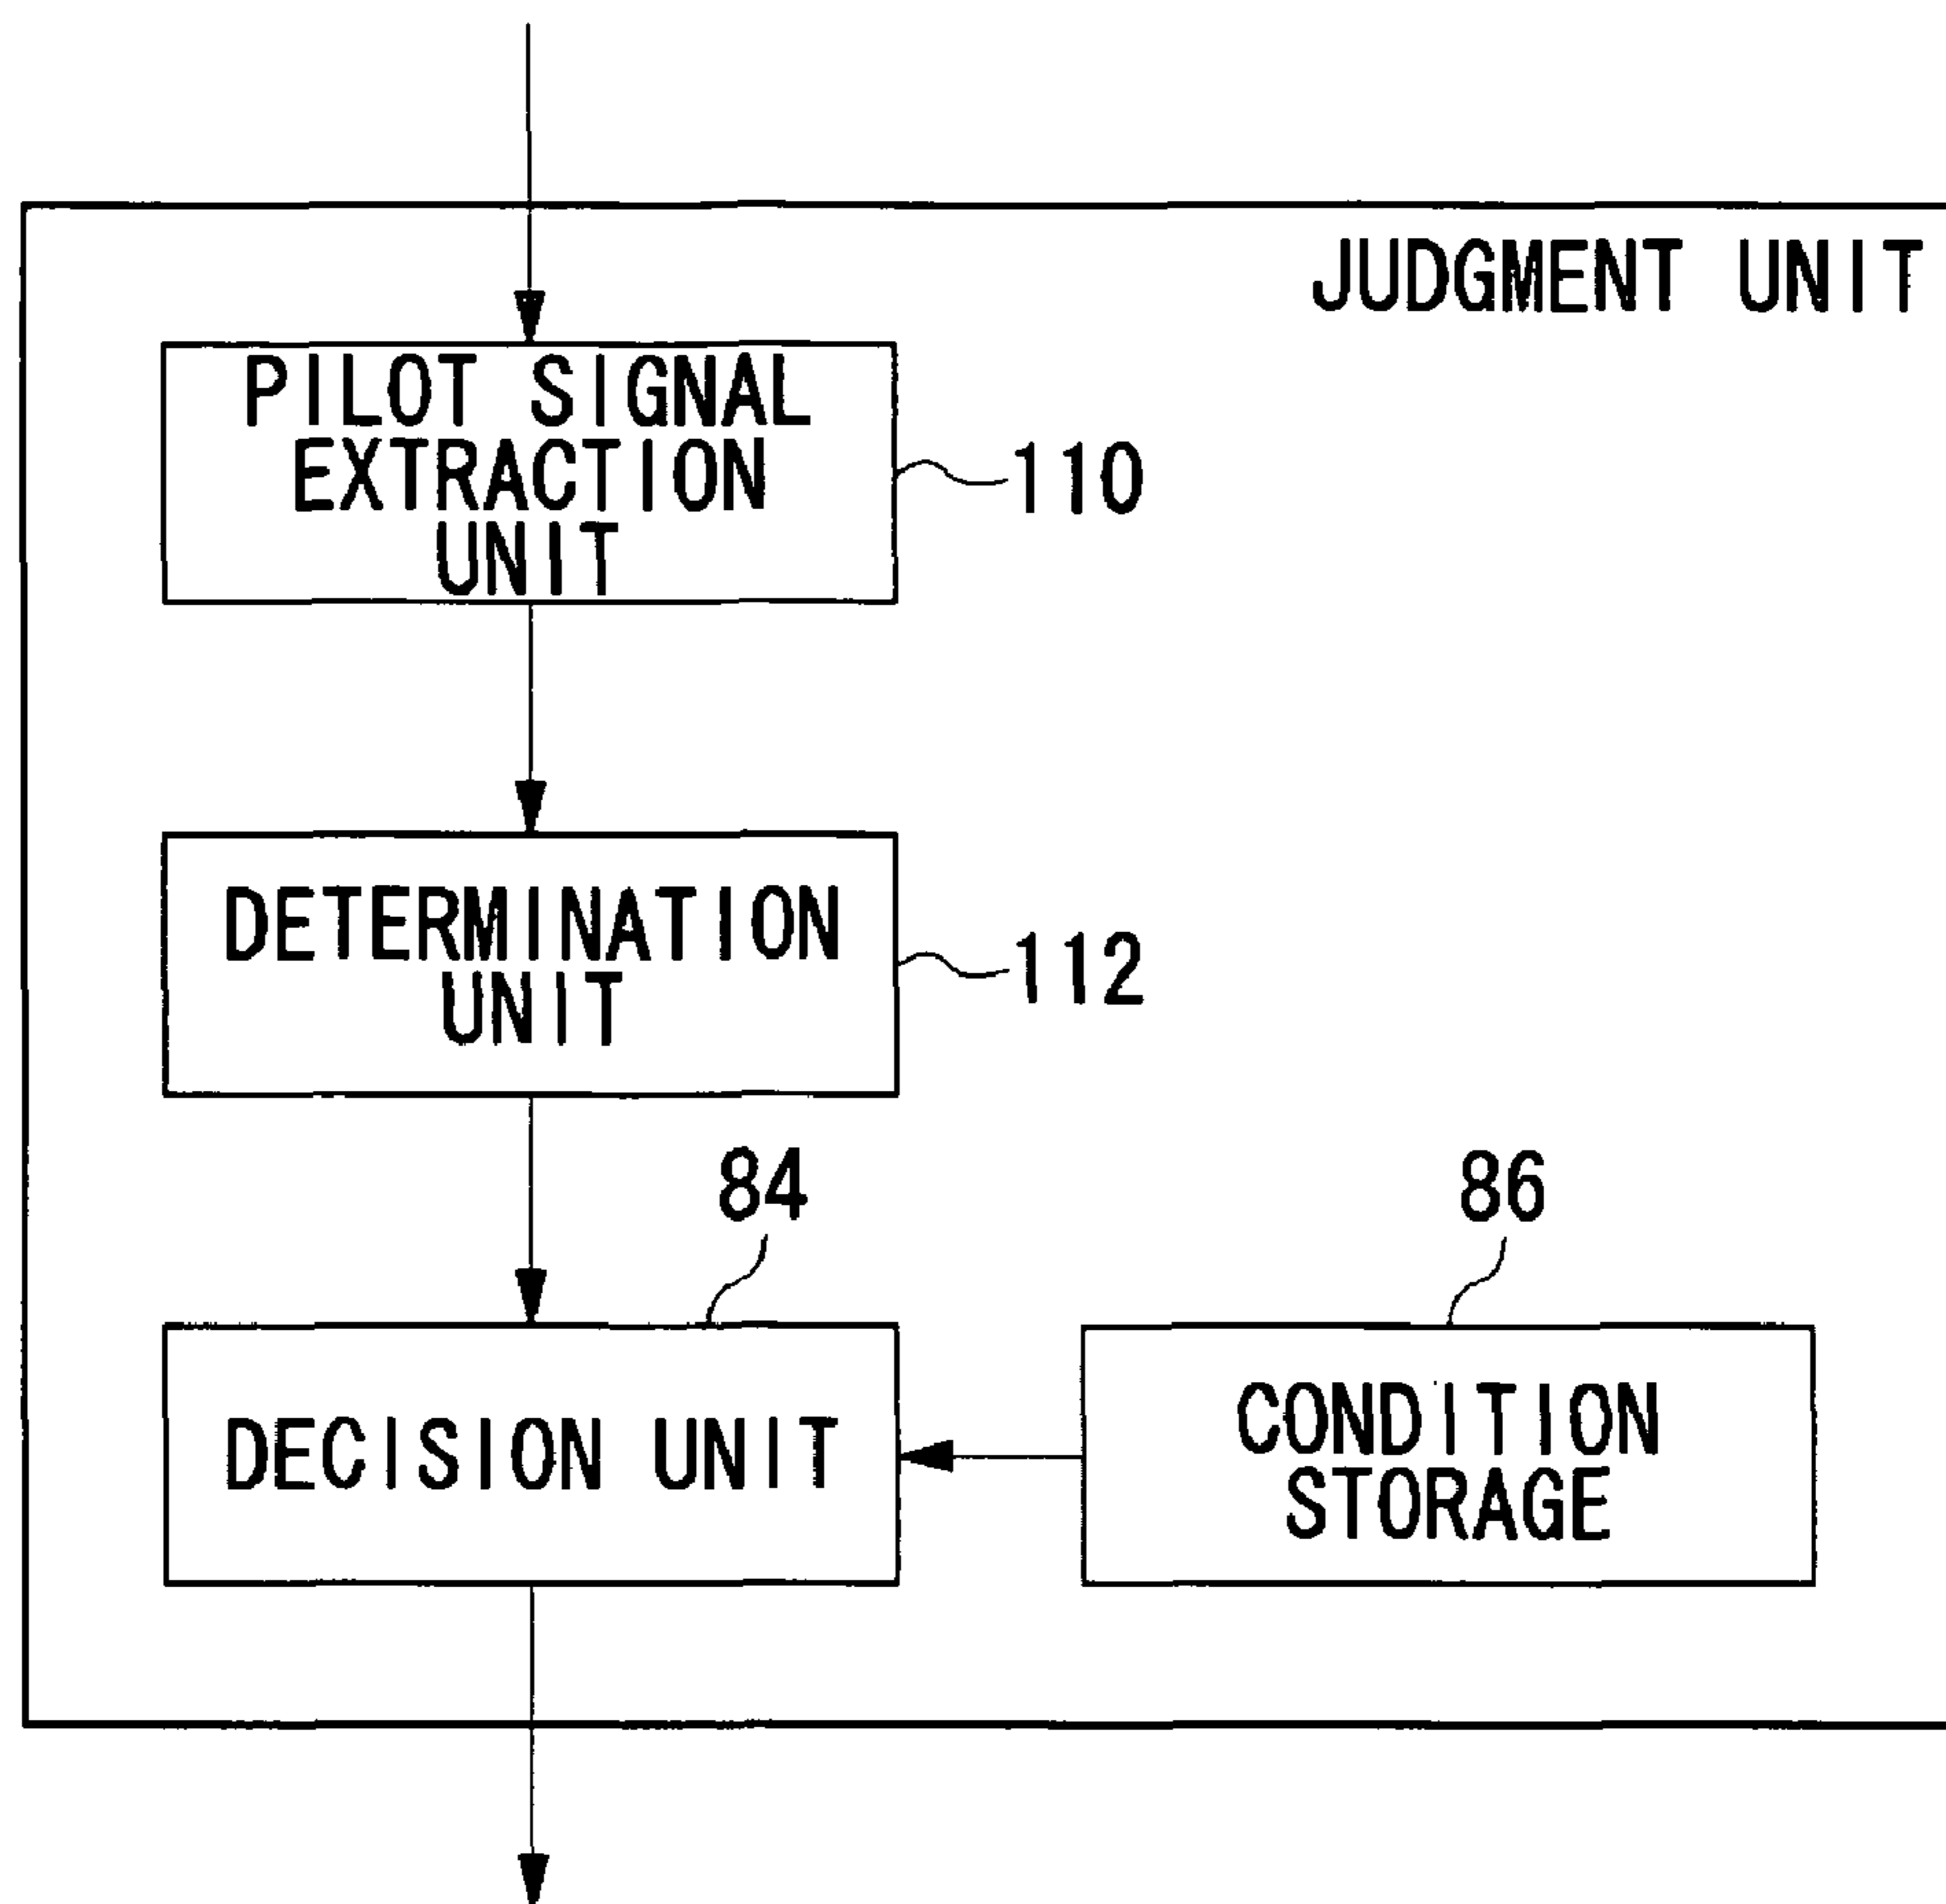 JUDGMENT UNIT
PILOT SIGNAL
EXTRACTION
UNIT
110
DETERMINATION
UNIT
112
84
86
DECISION UNIT
CONDITION
STORAGE